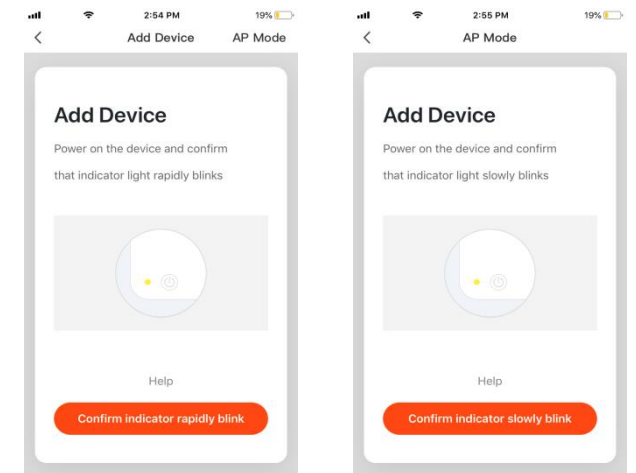 2:54 PM
19%
Add Device
AP Mode
Add Device
Power on the device and confirm
that indicator light rapidly blinks
Help
Confirm indicator rapidly blink
2:55 PM
19%
AP Mode
Add Device
Power on the device and confirm
that indicator light slowly blinks
Help
Confirm indicator slowly blink